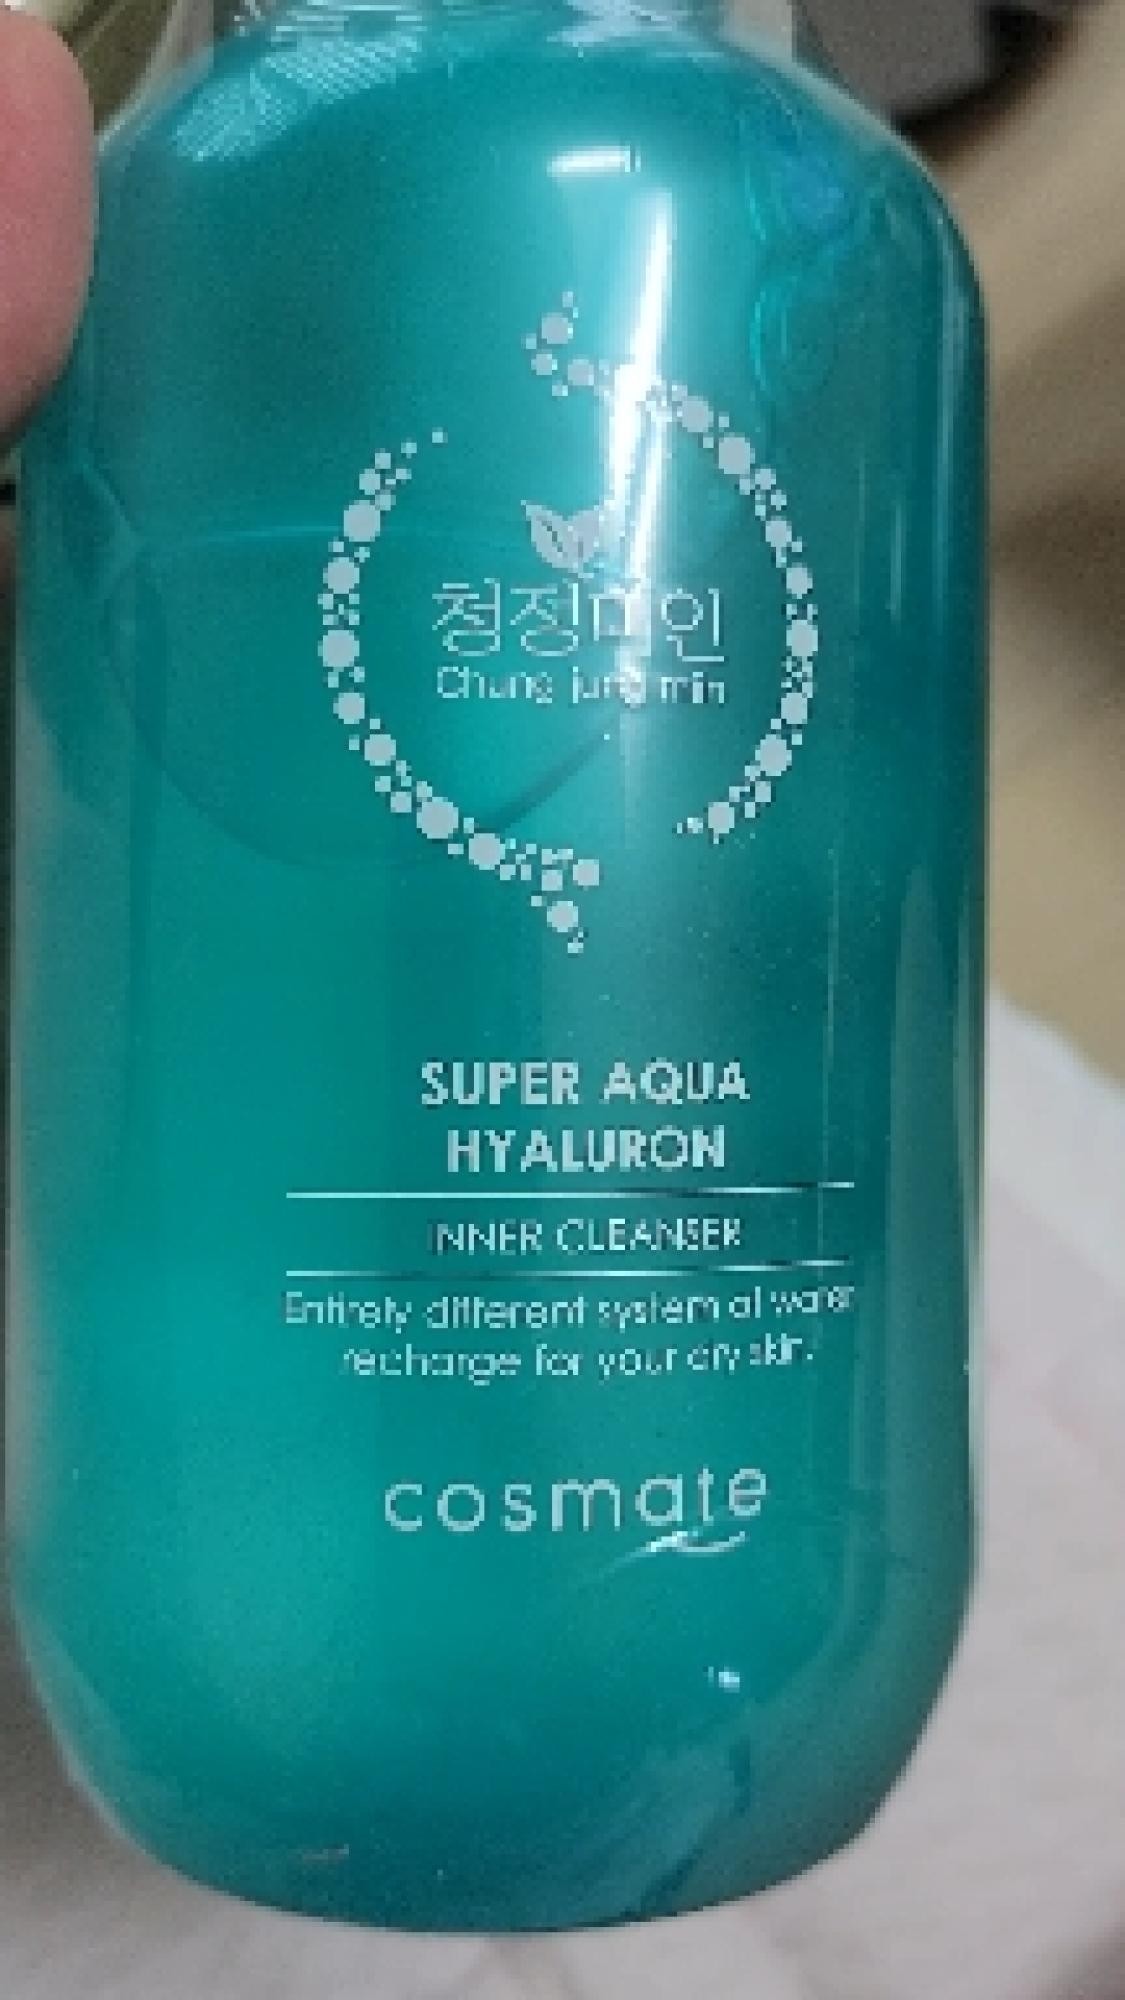 청정미인
Chung jung min
SUPER AQUA
HYALURON
INNER CLEANSER
Entirely different system of water
recharge for your dry skin.
cosmate